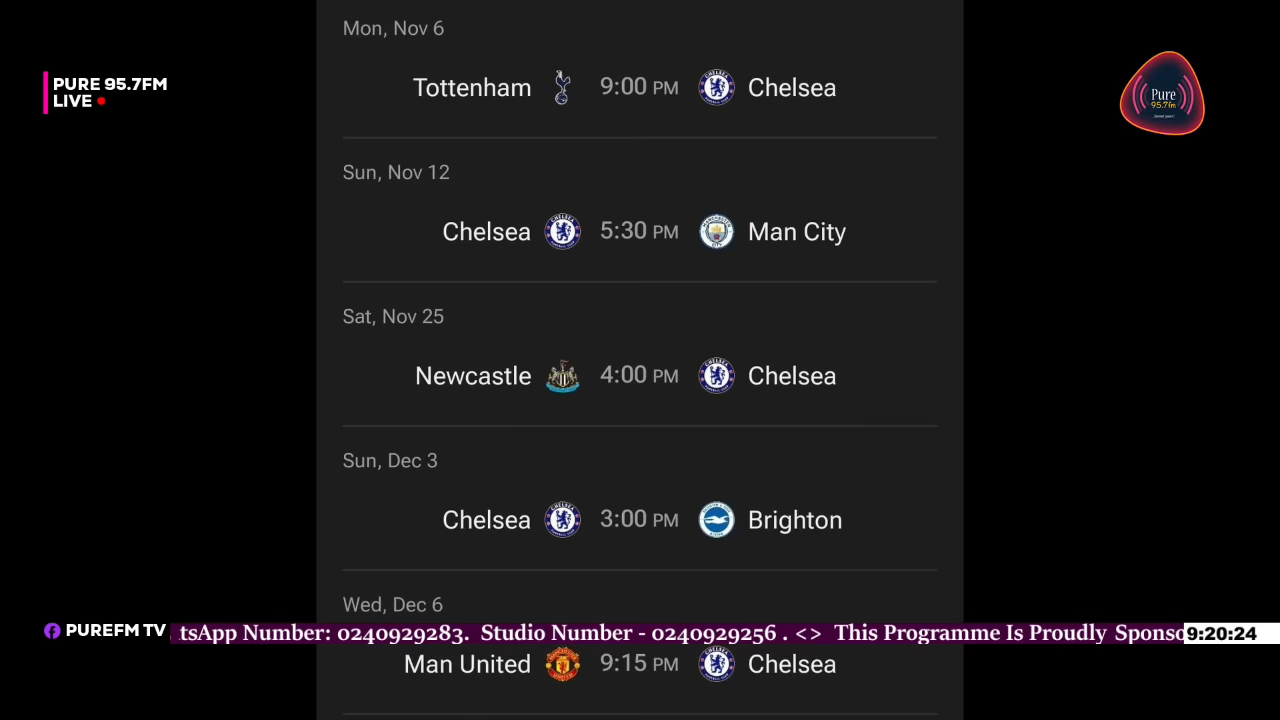 Mon, Nov 6
PURE 95.7FM
LIVE
Tottenham 9:00 PM Chelsea
Pure
95.7fm
Sun, Nov 12
Chelsea 5:30 PM Man City
Sat, Nov 25
Newcastle 4:00 PM Chelsea
Sun, Dec 3
Chelsea 3:00 PM Brighton
Wed, Dec 6
PUREFM TV
tsApp Number: 0240929283. Studio Number - 0240929256 . <> This Programme Is Proudly Sponso
9:20:24
Man United 9:15 PM Chelsea